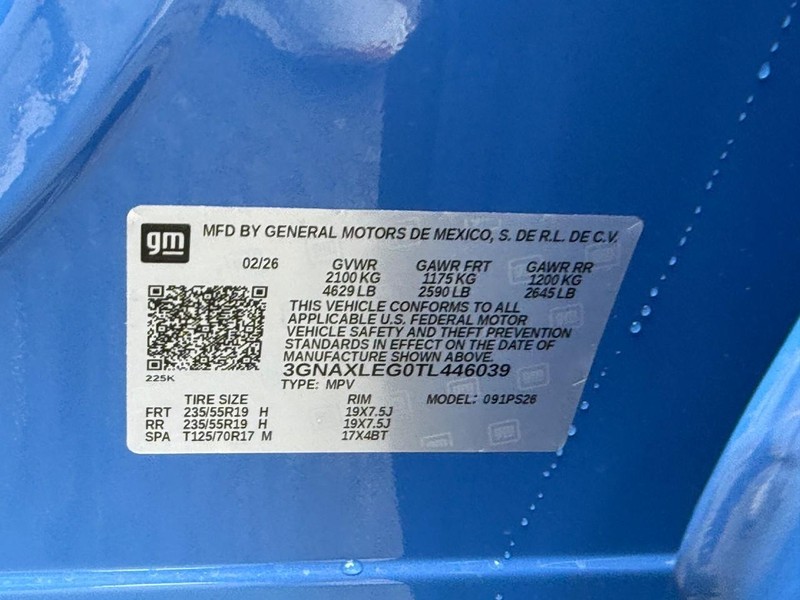 gm MFD BY GENERAL MOTORS DE MEXICO, S. DE R.L. DE C.V.
02/26 GVWR GAWR FRT GAWR RR
2100 KG 1175 KG 1200 KG
4629 LB 2590 LB 2645 LB
THIS VEHICLE CONFORMS TO ALL
APPLICABLE U.S. FEDERAL MOTOR
VEHICLE SAFETY AND THEFT PREVENTION
STANDARDS IN EFFECT ON THE DATE OF
MANUFACTURE SHOWN ABOVE.
3GNAXLEG0TL446039
225K
TYPE: MPV
TIRE SIZE RIM MODEL: 091PS26
FRT 235/55R19 H 19X7.5J
RR 235/55R19 H 19X7.5J
SPA T125/70R17 M 17X4BT